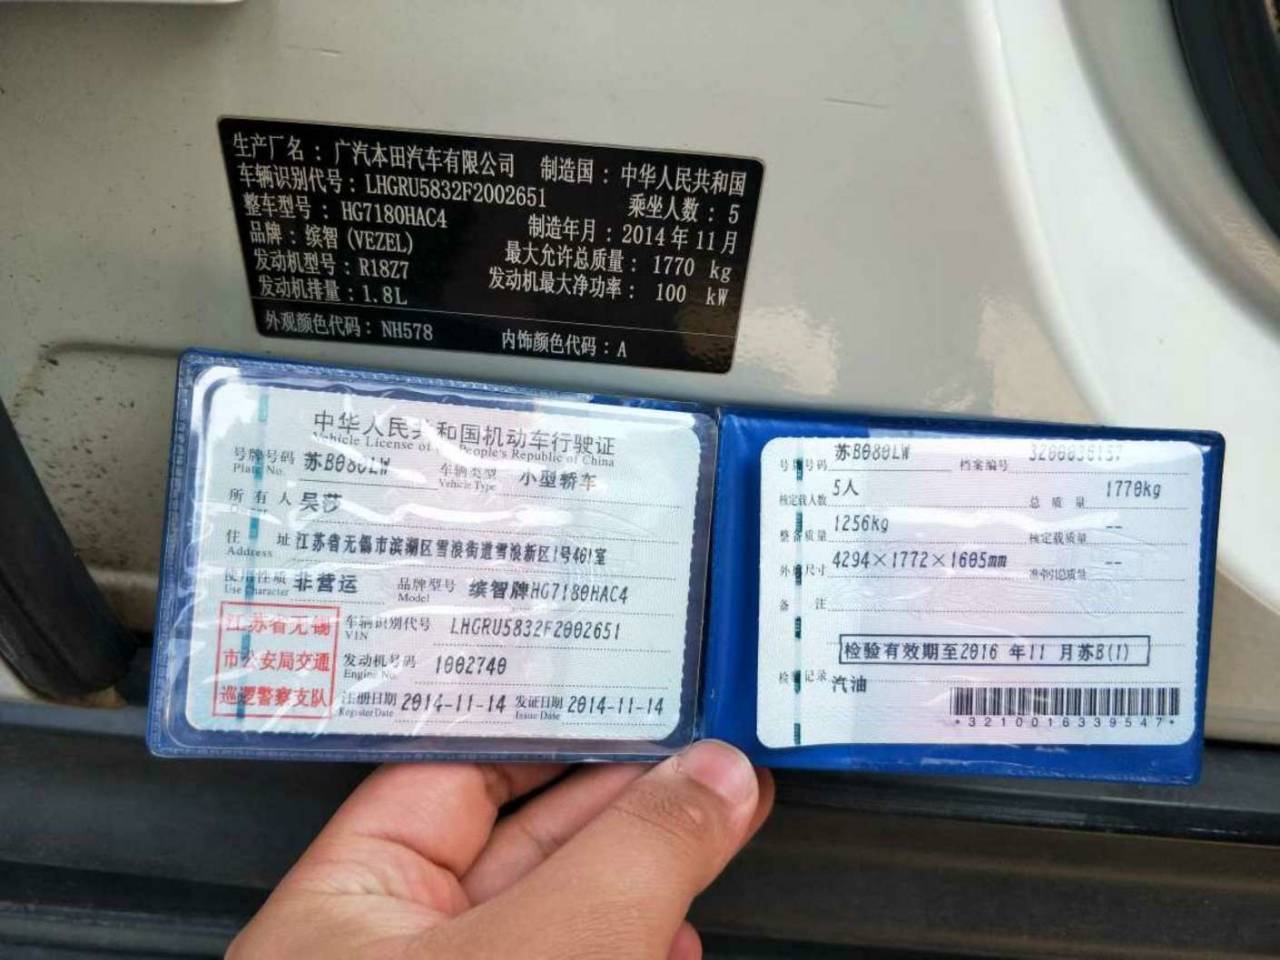 生产厂名：广汽本田汽车有限公司 制造国：中华人民共和国
车辆识别代号：LHGRU5832F2002651 乘坐人数：5
整车型号：HG7180HAC4 制造年月：2014年11月
品牌：缤智(VEZEL) 最大允许总质量：1770 kg
发动机型号：R18Z7 发动机最大净功率：100 kW
发动机排量：1.8L
外观颜色代码：NH578 内饰颜色代码：A
中华人民共和国机动车行驶证
Vehicle License of the People's Republic of China
号牌号码 苏B080LW 车辆类型 小型轿车
Plate No. Vehicle Type
所有人 吴莎
住址 江苏省无锡市滨湖区雪浪街道雪浪新区1号461室
Address
使用性质 非营运 品牌型号 缤智牌HG7180HAC4
Use Character Model
江苏省无锡
市公安局交通
巡逻警察支队
车辆识别代号 LHGRU5832F2002651
VIN
发动机号码 1002740
Engine No.
注册日期 2014-11-14 发证日期 2014-11-14
Register Date Issue Date
号牌号码 苏B080LW 档案编号
核定载人数 5人 总质量 1770kg
整备质量 1256kg 核定载质量 --
外廓尺寸 4294×1772×1605mm 准牵引总质量 --
备注
检验有效期至2016年11月苏B(1)
检验记录
汽油
*3210016339547*